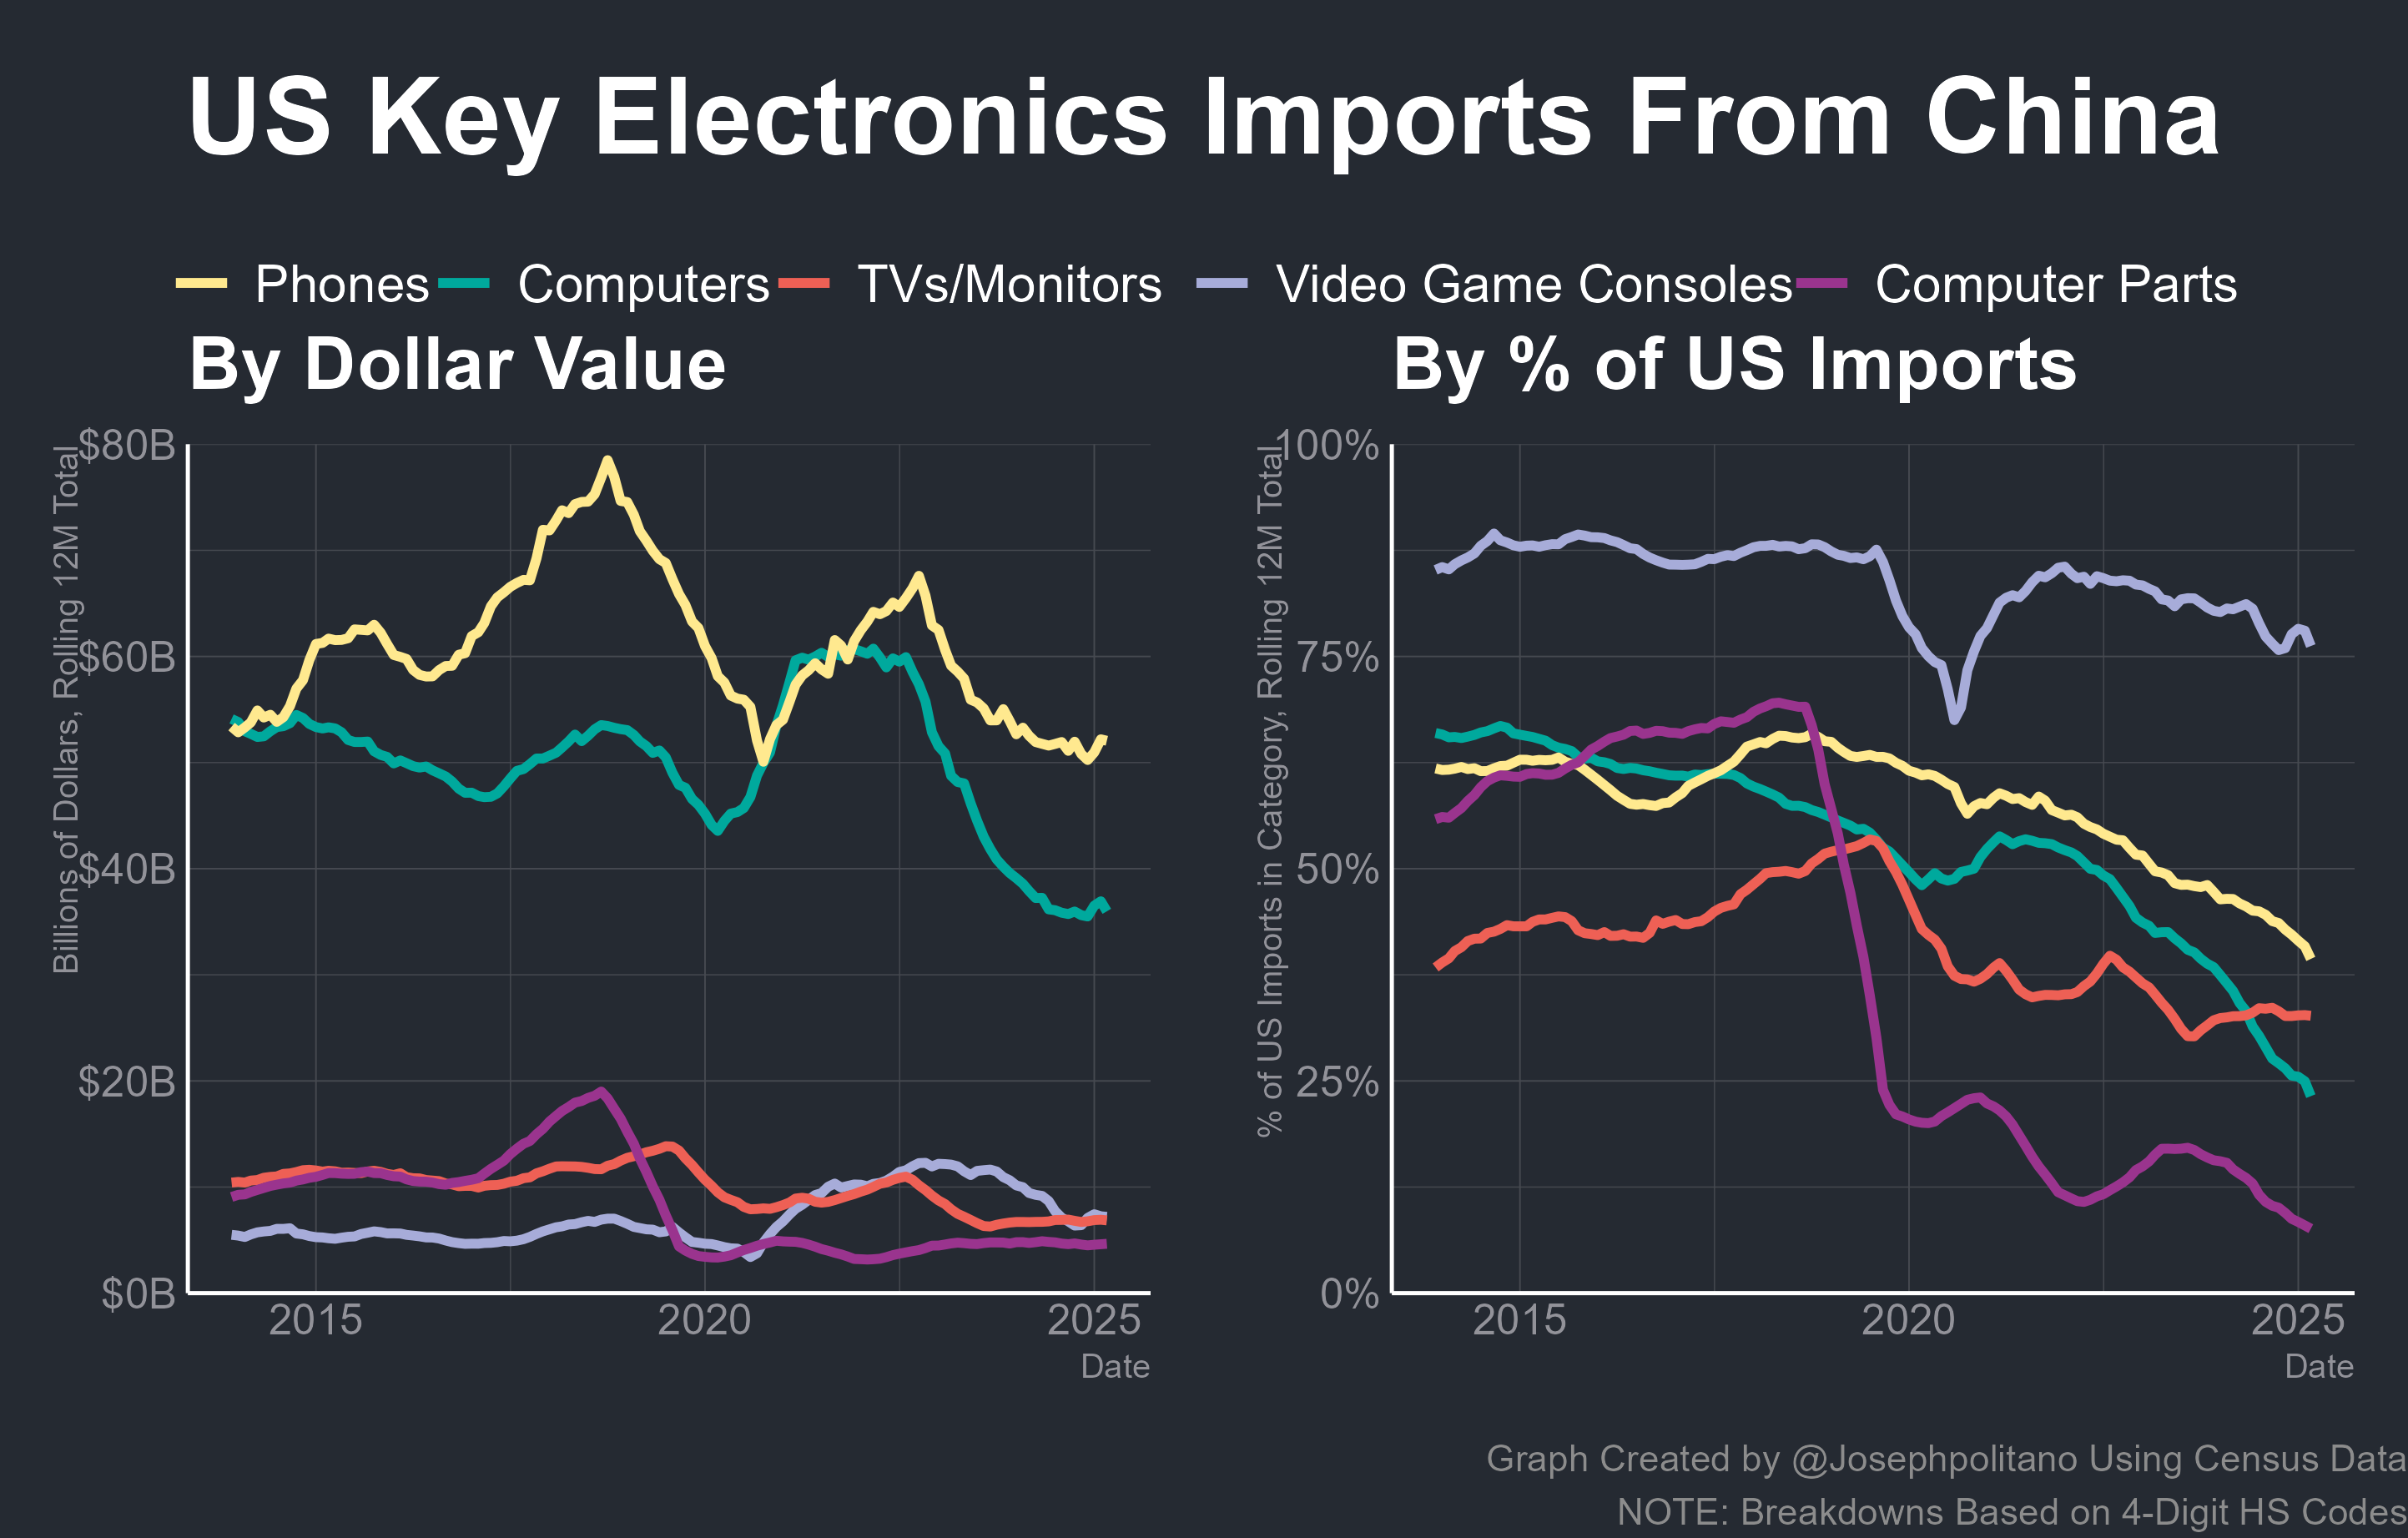 US Key Electronics Imports From China
Phones Computers TVs/Monitors Video Game Consoles Computer Parts
By Dollar Value
Billions of Dollars, Rolling 12M Total
$80B
$60B
$40B
$20B
$0B
2015 2020 2025
Date
By % of US Imports
% of US Imports in Category, Rolling 12M Total
100%
75%
50%
25%
0%
2015 2020 2025
Date
Graph Created by @Josephpolitano Using Census Data
NOTE: Breakdowns Based on 4-Digit HS Codes